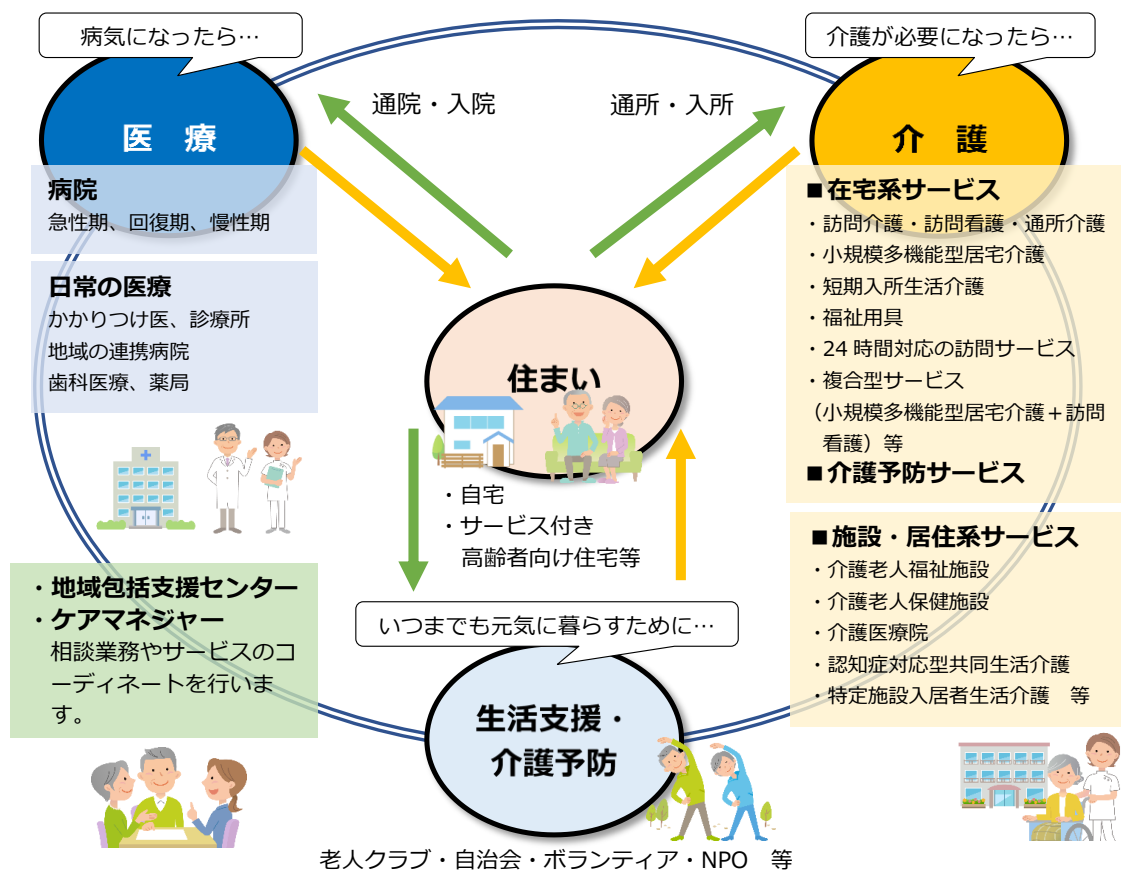 病気になったら…
介護が必要になったら…
通院・入院
通所・入所
医 療
介 護
病院
急性期、回復期、慢性期
日常の医療
かかりつけ医、診療所
地域の連携病院
歯科医療、薬局
■在宅系サービス
・訪問介護・訪問看護・通所介護
・小規模多機能型居宅介護
・短期入所生活介護
・福祉用具
・24 時間対応の訪問サービス
・複合型サービス
（小規模多機能型居宅介護＋訪問
看護）等
■介護予防サービス
住まい
・自宅
・サービス付き
高齢者向け住宅等
■施設・居住系サービス
・介護老人福祉施設
・介護老人保健施設
・介護医療院
・認知症対応型共同生活介護
・特定施設入居者生活介護　等
・地域包括支援センター
・ケアマネジャー
相談業務やサービスのコ
ーディネートを行いま
す。
いつまでも元気に暮らすために…
生活支援・
介護予防
老人クラブ・自治会・ボランティア・NPO　等